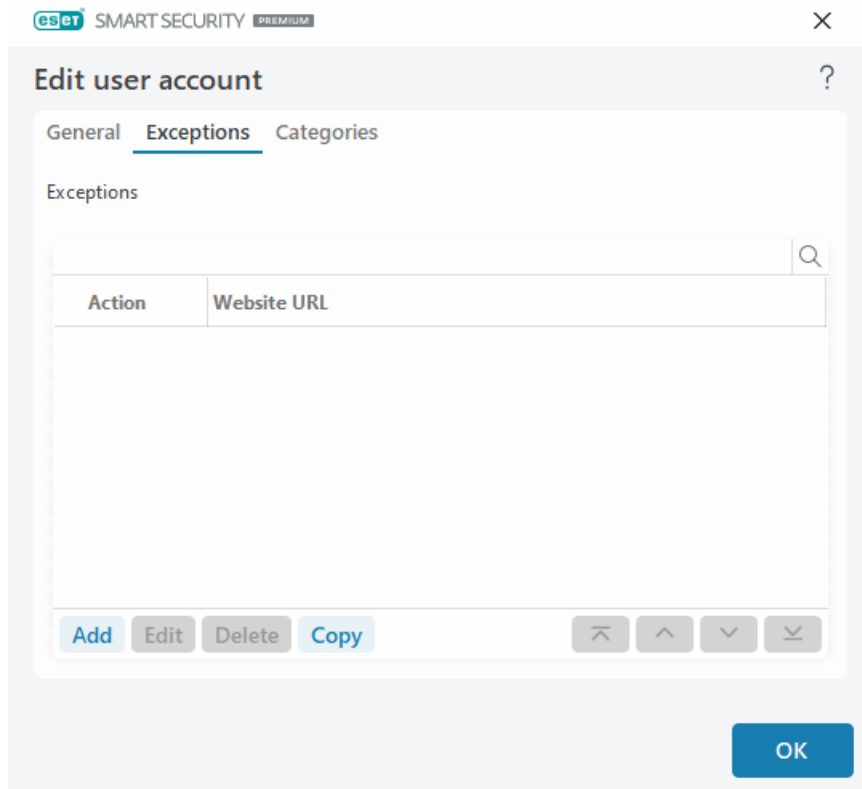 eset SMART SECURITY PREMIUM
Edit user account
?
General Exceptions Categories
Exceptions
Action Website URL
Add Edit Delete Copy
OK